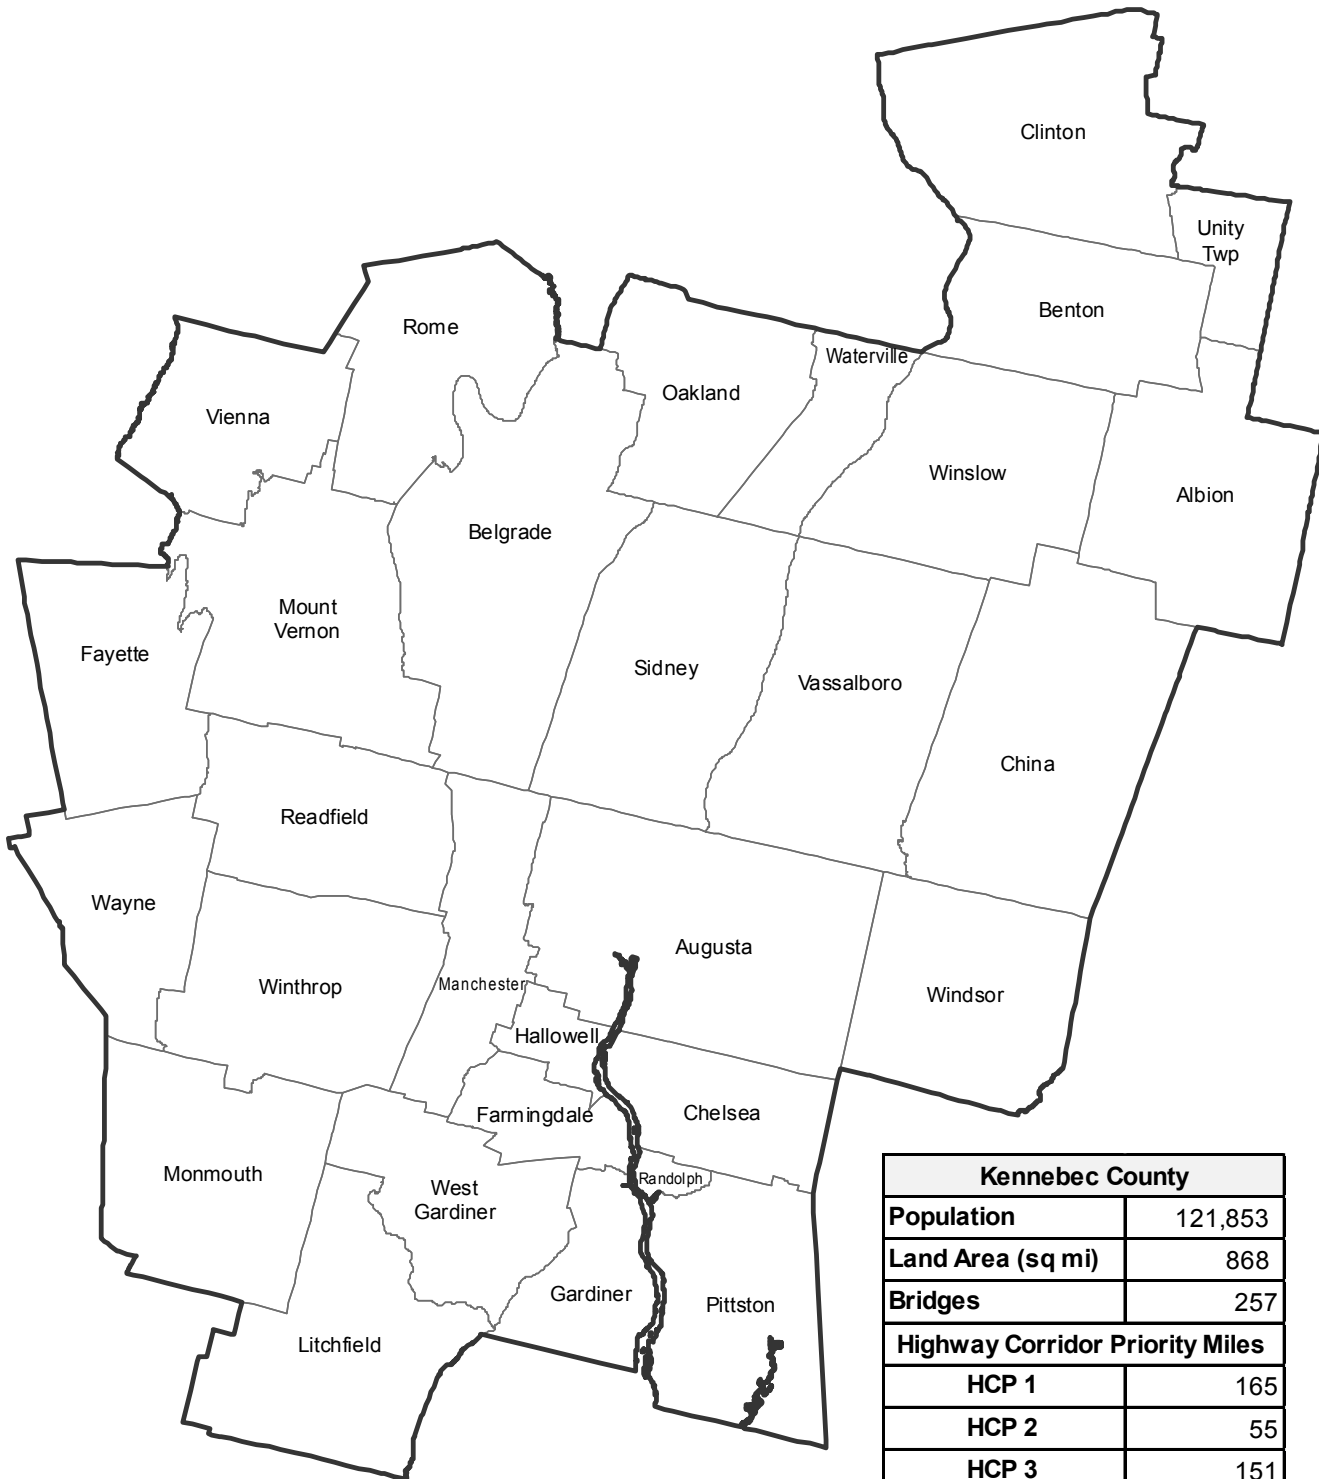 Clinton
Unity
Twp
Benton
Rome
Waterville
Oakland
Vienna
Winslow
Albion
Belgrade
Mount
Vernon
Fayette
Sidney
Vassalboro
China
Readfield
Wayne
Augusta
Winthrop
Manchester
Windsor
Hallowell
Farmingdale
Chelsea
Monmouth
West
Gardiner
Randolph
Gardiner
Pittston
Litchfield
Kennebec County
Population 121,853
Land Area (sq mi) 868
Bridges 257
Highway Corridor Priority Miles
HCP 1 165
HCP 2 55
HCP 3 151